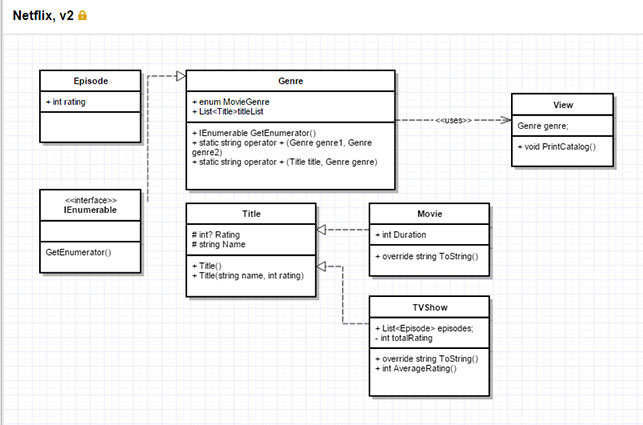 Netflix, v2
Episode
+ int rating
Genre
+ enum MovieGenre
+ List<Title>titleList
+ IEnumerable GetEnumerator()
+ static string operator + (Genre genre1, Genre
genre2)
+ static string operator + (Title title, Genre genre)
<<uses>>
View
Genre genre;
+ void PrintCatalog()
<<interface>>
IEnumerable
GetEnumerator()
Title
# int? Rating
# string Name
+ Title()
+ Title(string name, int rating)
Movie
+ int Duration
+ override string ToString()
TVShow
+ List<Episode> episodes;
- int totalRating
+ override string ToString()
+ int AverageRating()